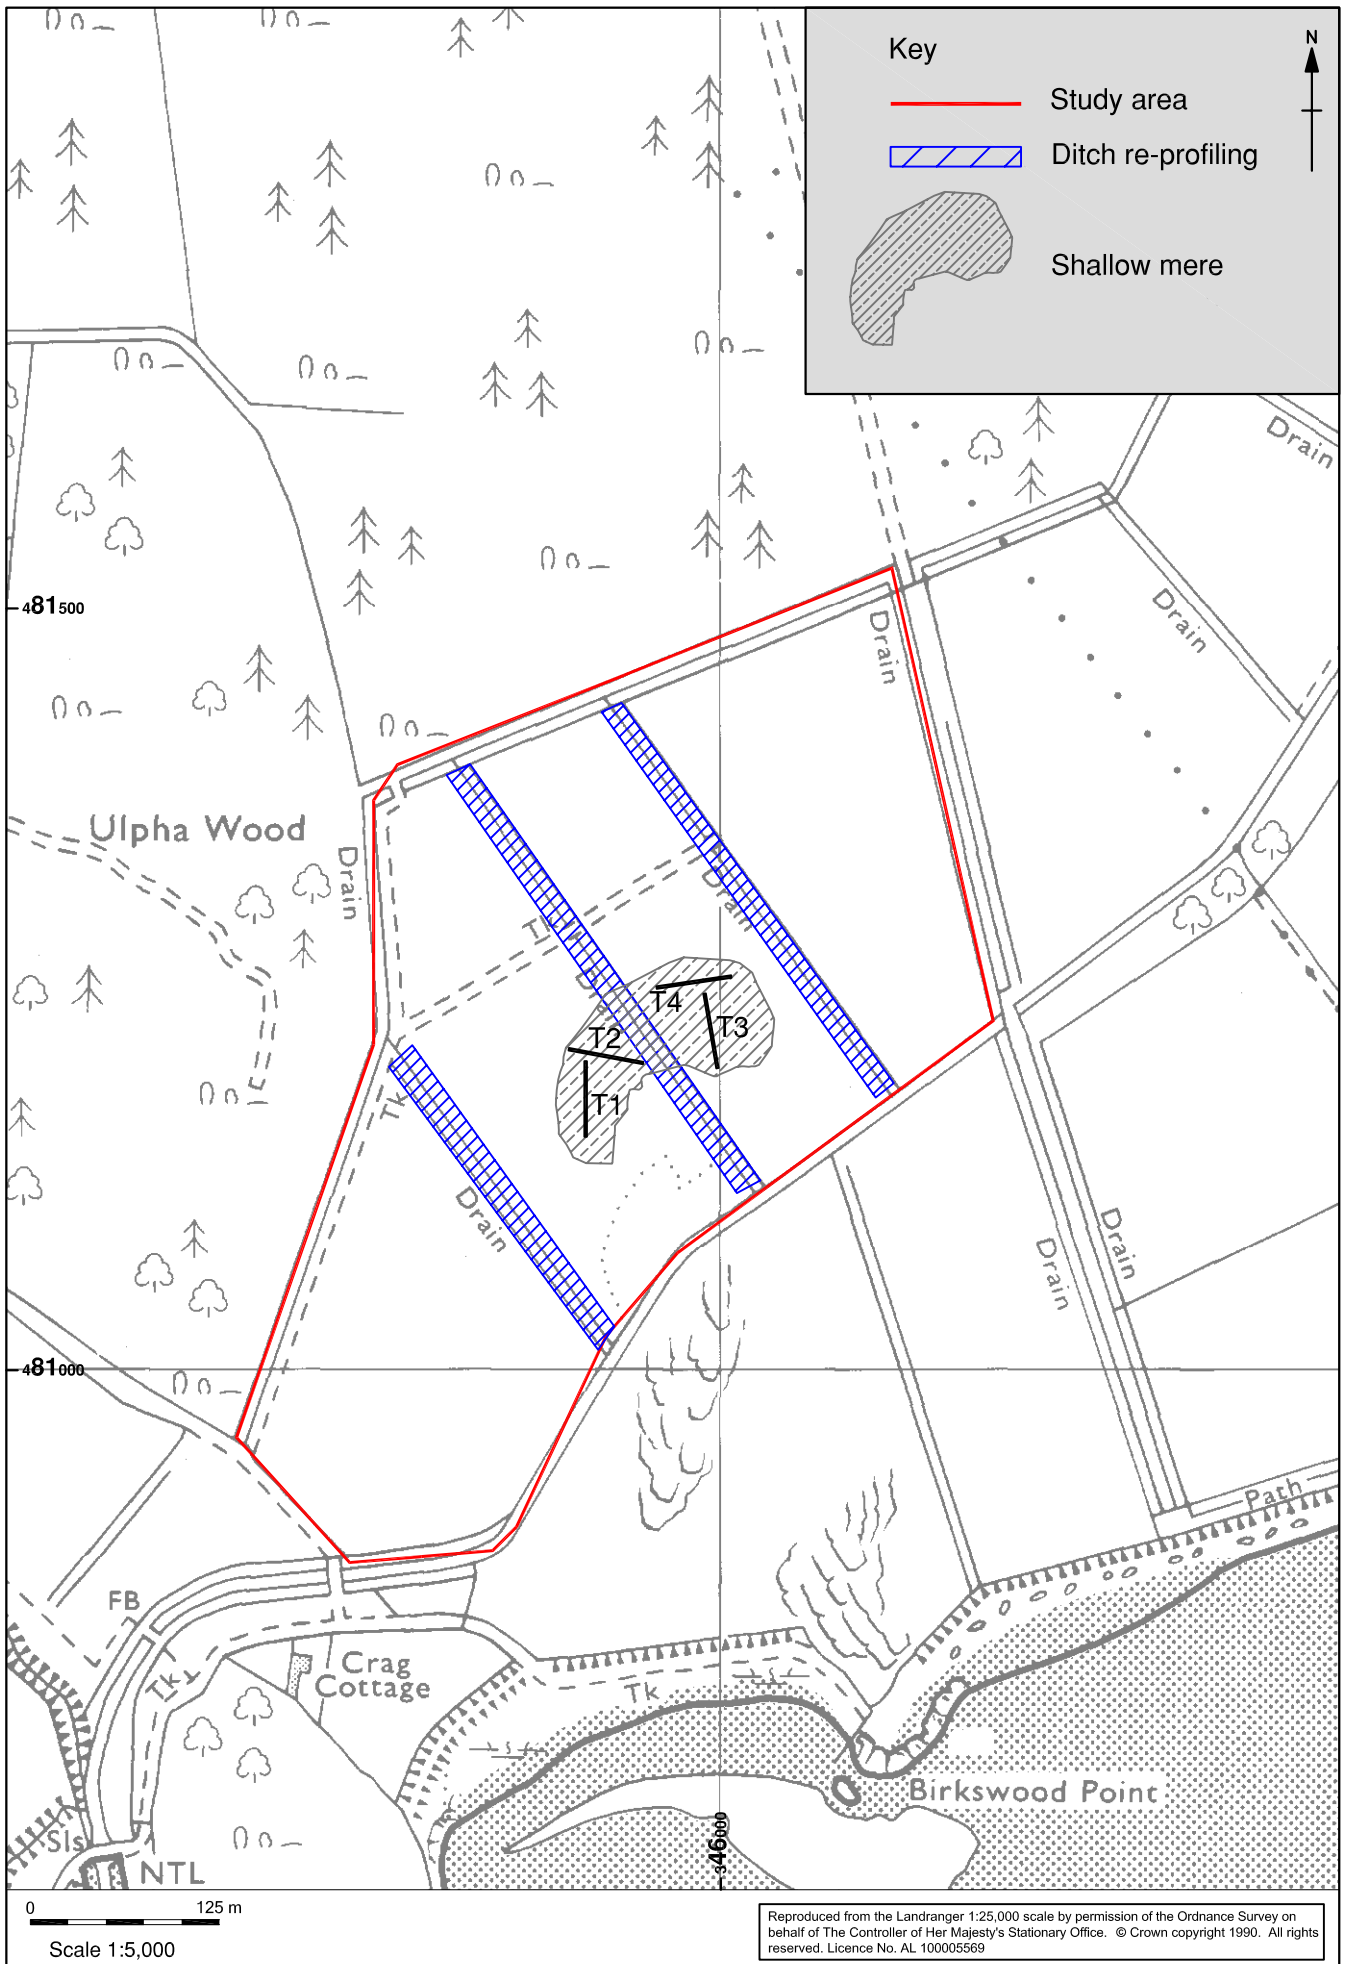 Key
N
Study area
Ditch re-profiling
Shallow mere
Drain
Drain
Drain
481500
Ulpha Wood
Drain
Drain
T4
T3
T2
T1
Tk
Drain
Drain
Drain
481000
Path
FB
Tk
Crag
Cottage
Tk
Birkswood Point
Sls
NTL
346000
0 125 m
Scale 1:5,000
Reproduced from the Landranger 1:25,000 scale by permission of the Ordnance Survey on
behalf of The Controller of Her Majesty's Stationary Office. © Crown copyright 1990. All rights
reserved. Licence No. AL 100005569